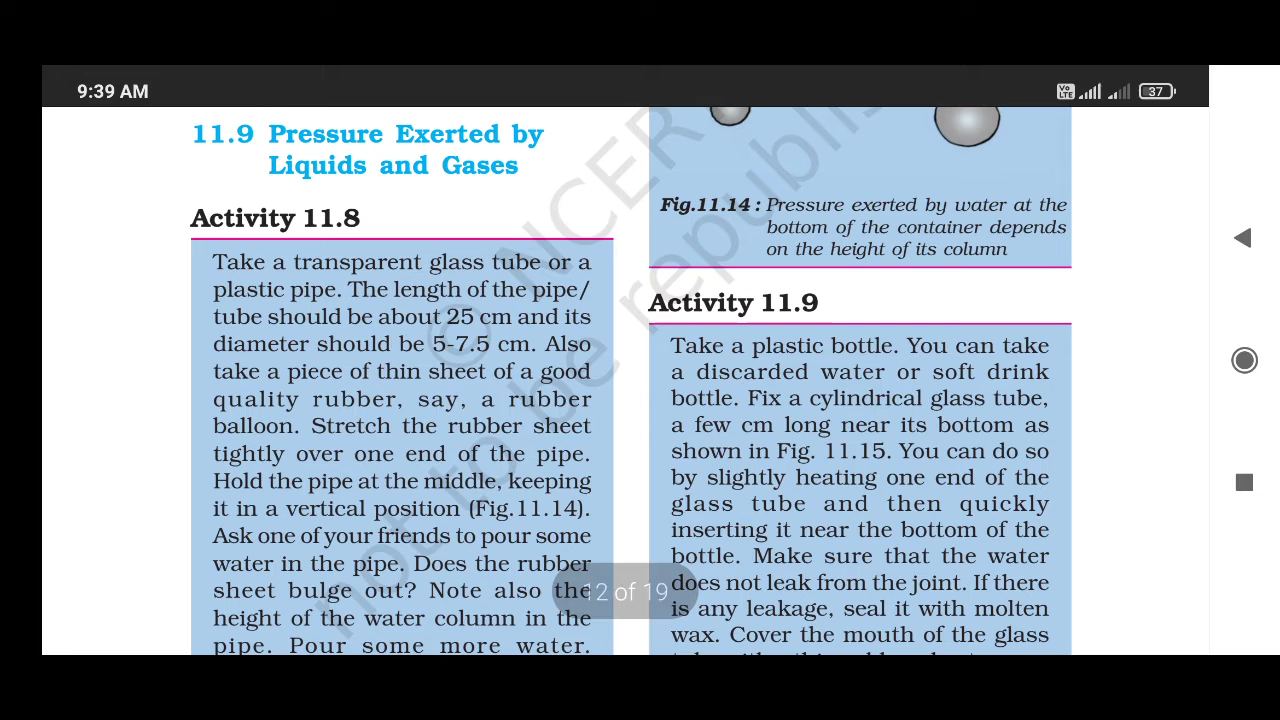 9:39 AM
Vo LTE
37
11.9 Pressure Exerted by
Liquids and Gases
Activity 11.8
Take a transparent glass tube or a
plastic pipe. The length of the pipe/
tube should be about 25 cm and its
diameter should be 5-7.5 cm. Also
take a piece of thin sheet of a good
quality rubber, say, a rubber
balloon. Stretch the rubber sheet
tightly over one end of the pipe.
Hold the pipe at the middle, keeping
it in a vertical position (Fig.11.14).
Ask one of your friends to pour some
water in the pipe. Does the rubber
sheet bulge out? Note also the
height of the water column in the
pipe. Pour some more water.
Fig.11.14 : Pressure exerted by water at the
bottom of the container depends
on the height of its column
Activity 11.9
Take a plastic bottle. You can take
a discarded water or soft drink
bottle. Fix a cylindrical glass tube,
a few cm long near its bottom as
shown in Fig. 11.15. You can do so
by slightly heating one end of the
glass tube and then quickly
inserting it near the bottom of the
bottle. Make sure that the water
does not leak from the joint. If there
is any leakage, seal it with molten
wax. Cover the mouth of the glass
12 of 19
© NCER
not to be republis